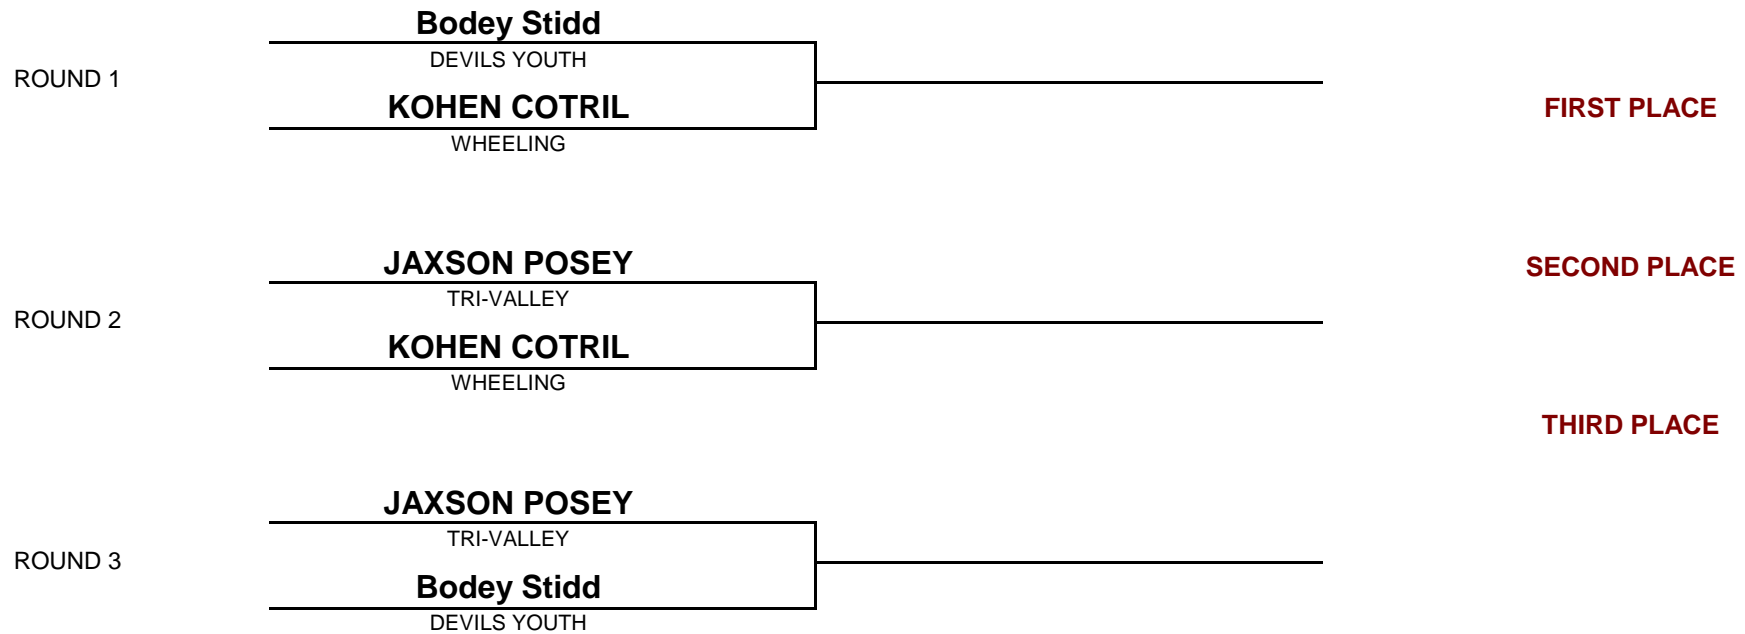 Bodey Stidd
DEVILS YOUTH
ROUND 1
KOHEN COTRIL
FIRST PLACE
WHEELING
JAXSON POSEY
SECOND PLACE
TRI-VALLEY
ROUND 2
KOHEN COTRIL
WHEELING
THIRD PLACE
JAXSON POSEY
TRI-VALLEY
ROUND 3
Bodey Stidd
DEVILS YOUTH